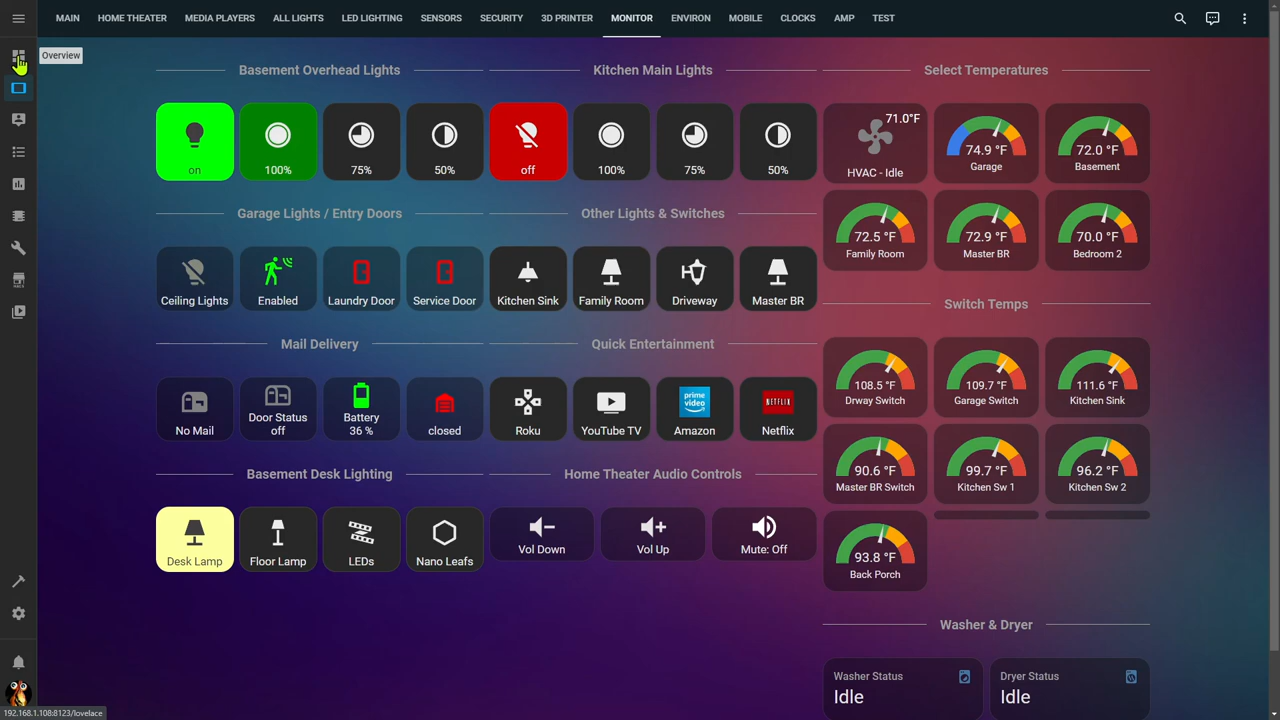 MAIN
HOME THEATER
MEDIA PLAYERS
ALL LIGHTS
LED LIGHTING
SENSORS
SECURITY
3D PRINTER
MONITOR
ENVIRON
MOBILE
CLOCKS
AMP
TEST
Overview
Basement Overhead Lights
on
100%
75%
50%
Kitchen Main Lights
off
100%
75%
50%
Select Temperatures
71.0°F
HVAC - Idle
74.9 °F
Garage
72.0 °F
Basement
72.5 °F
Family Room
72.9 °F
Master BR
70.0 °F
Bedroom 2
Garage Lights / Entry Doors
Ceiling Lights
Enabled
Laundry Door
Service Door
Other Lights & Switches
Kitchen Sink
Family Room
Driveway
Master BR
Switch Temps
108.5 °F
Drway Switch
109.7 °F
Garage Switch
111.6 °F
Kitchen Sink
90.6 °F
Master BR Switch
99.7 °F
Kitchen Sw 1
96.2 °F
Kitchen Sw 2
93.8 °F
Back Porch
Mail Delivery
No Mail
Door Status
off
Battery
36 %
closed
Quick Entertainment
Roku
YouTube TV
prime
video
Amazon
NETFLIX
Netflix
Basement Desk Lighting
Desk Lamp
Floor Lamp
LEDs
Nano Leafs
Home Theater Audio Controls
Vol Down
Vol Up
Mute: Off
Washer & Dryer
Washer Status
Idle
Dryer Status
Idle
192.168.1.108:8123/lovelace